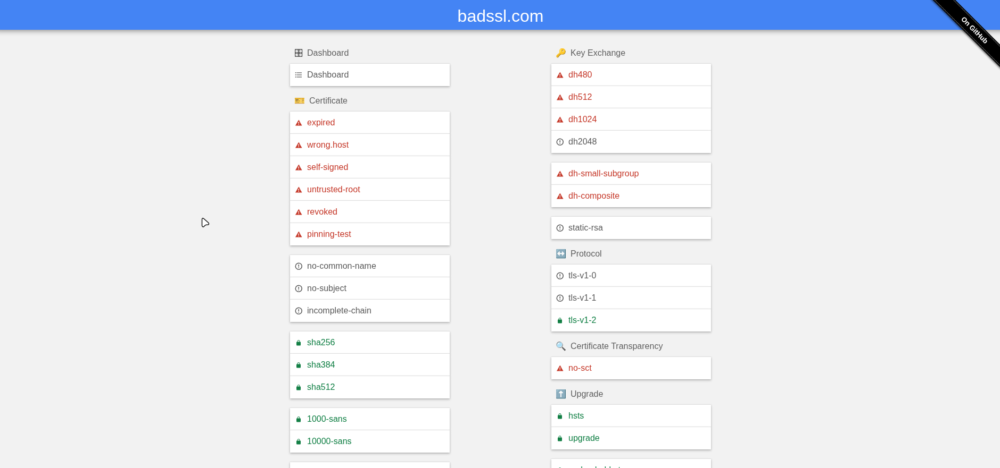 badssl.com
On GitHub
Dashboard
Dashboard
Certificate
expired
wrong.host
self-signed
untrusted-root
revoked
pinning-test
no-common-name
no-subject
incomplete-chain
sha256
sha384
sha512
1000-sans
10000-sans
Key Exchange
dh480
dh512
dh1024
dh2048
dh-small-subgroup
dh-composite
static-rsa
Protocol
tls-v1-0
tls-v1-1
tls-v1-2
Certificate Transparency
no-sct
Upgrade
hsts
upgrade